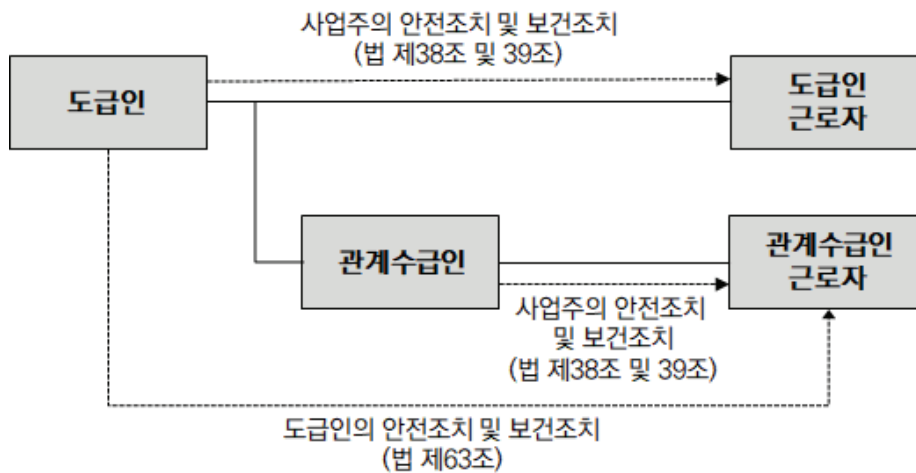 사업주의 안전조치 및 보건조치
(법 제38조 및 39조)
도급인
도급인
근로자
관계수급인
관계수급인
근로자
사업주의 안전조치
및 보건조치
(법 제38조 및 39조)
도급인의 안전조치 및 보건조치
(법 제63조)